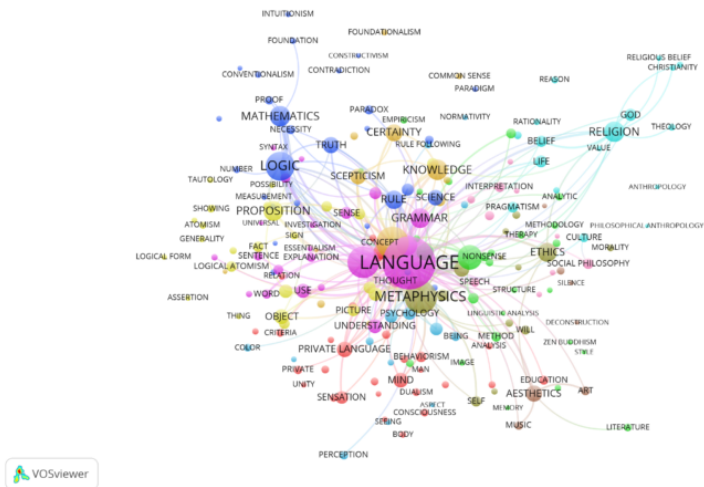 INTUITIONISM
FOUNDATIONALISM
FOUNDATION
CONSTRUCTIVISM
RELIGIOUS BELIEF
CHRISTIANITY
CONVENTIONALISM
CONTRADICTION
COMMON SENSE
REASON
PARADIGM
PROOF
PARADOX
MATHEMATICS
EMPIRICISM
NORMATIVITY
GOD
RATIONALITY
NECESSITY
CERTAINTY
RELIGION
THEOLOGY
SYNTAX
TRUTH
RULE FOLLOWING
BELIEF
VALUE
LOGIC
LIFE
NUMBER
SCEPTICISM
KNOWLEDGE
TAUTOLOGY
POSSIBILITY
INTERPRETATION
ANTHROPOLOGY
MEASUREMENT
RULE
SCIENCE
ANALYTIC
SHOWING
PROPOSITION
SENSE
PRAGMATISM
GRAMMAR
ATOMISM
UNIVERSAL
INVESTIGATION
METHODOLOGY
PHILOSOPHICAL ANTHROPOLOGY
SIGN
THERAPY
GENERALITY
CONCEPT
CULTURE
FACT
ESSENTIALISM
MORALITY
LOGICAL FORM
SENTENCE
EXPLANATION
NONSENSE
ETHICS
LANGUAGE
SOCIAL PHILOSOPHY
LOGICAL ATOMISM
RELATION
THOUGHT
SPEECH
SILENCE
USE
STRUCTURE
ASSERTION
WORD
METAPHYSICS
PICTURE
THING
OBJECT
PSYCHOLOGY
LINGUISTIC ANALYSIS
UNDERSTANDING
DECONSTRUCTION
CRITERIA
WILL
BEING
METHOD
COLOR
PRIVATE LANGUAGE
ANALYSIS
ZEN BUDDHISM
STYLE
BEHAVIORISM
IMAGE
PRIVATE
MAN
UNITY
MIND
EDUCATION
DUALISM
AESTHETICS
ART
SENSATION
SELF
ASPECT
MEMORY
CONSCIOUSNESS
SEEING
MUSIC
LITERATURE
BODY
PERCEPTION
VOSviewer